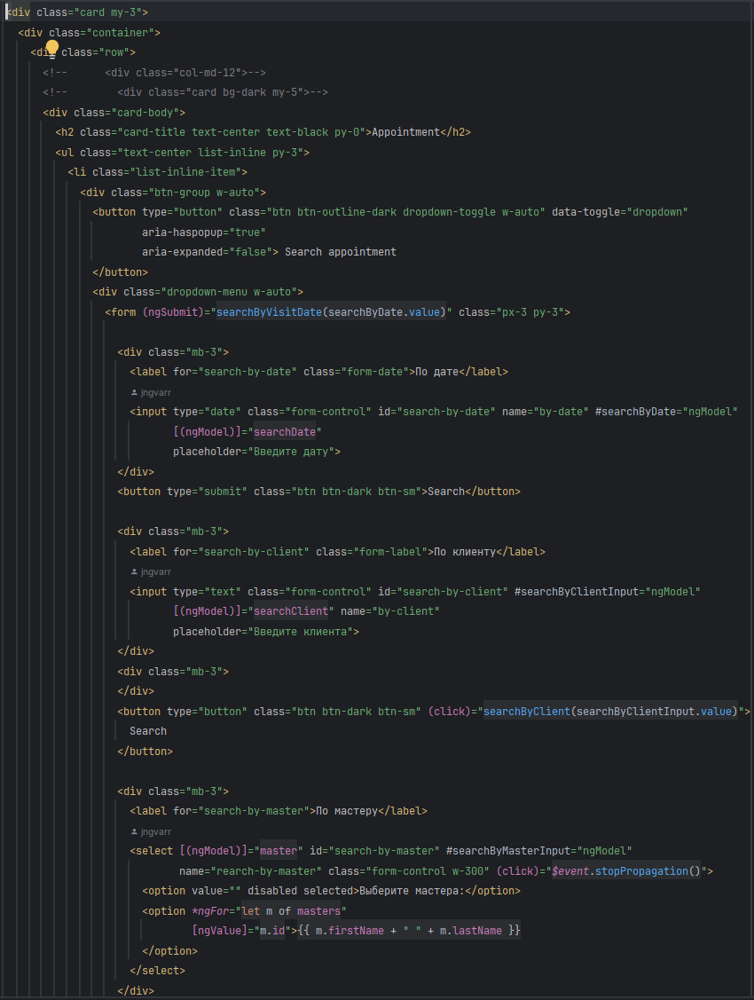 <div class="card my-3">
<div class="container">
<div class="row">
<!--      <div class="col-md-12">-->
<!--        <div class="card bg-dark my-5">-->
<div class="card-body">
<h2 class="card-title text-center text-black py-0">Appointment</h2>
<ul class="text-center list-inline py-3">
<li class="list-inline-item">
<div class="btn-group w-auto">
<button type="button" class="btn btn-outline-dark dropdown-toggle w-auto" data-toggle="dropdown"
aria-haspopup="true"
aria-expanded="false"> Search appointment
</button>
<div class="dropdown-menu w-auto">
<form (ngSubmit)="searchByVisitDate(searchByDate.value)" class="px-3 py-3">
<div class="mb-3">
<label for="search-by-date" class="form-date">По дате</label>
jngvarr
<input type="date" class="form-control" id="search-by-date" name="by-date" #searchByDate="ngModel"
[(ngModel)]="searchDate"
placeholder="Введите дату">
</div>
<button type="submit" class="btn btn-dark btn-sm">Search</button>
<div class="mb-3">
<label for="search-by-client" class="form-label">По клиенту</label>
jngvarr
<input type="text" class="form-control" id="search-by-client" #searchByClientInput="ngModel"
[(ngModel)]="searchClient" name="by-client"
placeholder="Введите клиента">
</div>
<div class="mb-3">
</div>
<button type="button" class="btn btn-dark btn-sm" (click)="searchByClient(searchByClientInput.value)">
Search
</button>
<div class="mb-3">
<label for="search-by-master">По мастеру</label>
jngvarr
<select [(ngModel)]="master" id="search-by-master" #searchByMasterInput="ngModel"
name="rearch-by-master" class="form-control w-300" (click)="$event.stopPropagation()">
<option value="" disabled selected>Выберите мастера:</option>
<option *ngFor="let m of masters"
[ngValue]="m.id">{{ m.firstName + " " + m.lastName }}
</option>
</select>
</div>